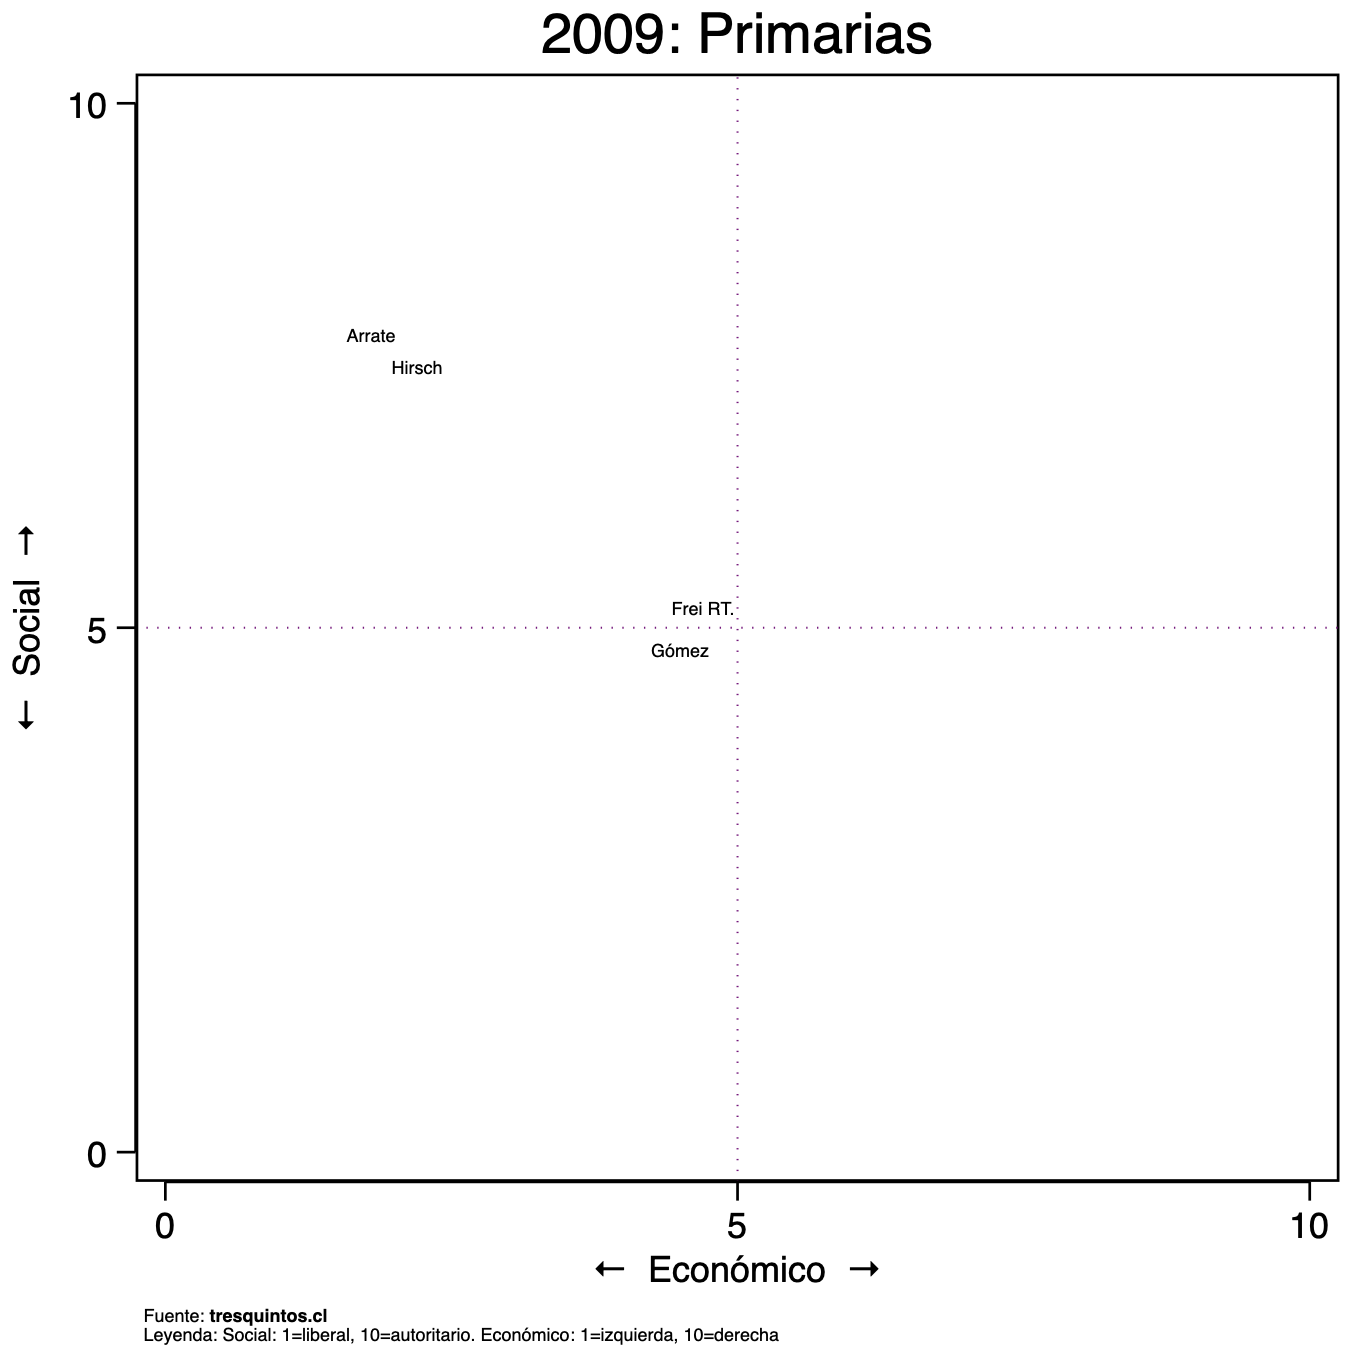 2009: Primarias
10
Arrate
Hirsch
← Social →
Frei RT.
5
Gómez
0
0 5 10
← Económico →
Fuente: tresquintos.cl
Leyenda: Social: 1=liberal, 10=autoritario. Económico: 1=izquierda, 10=derecha